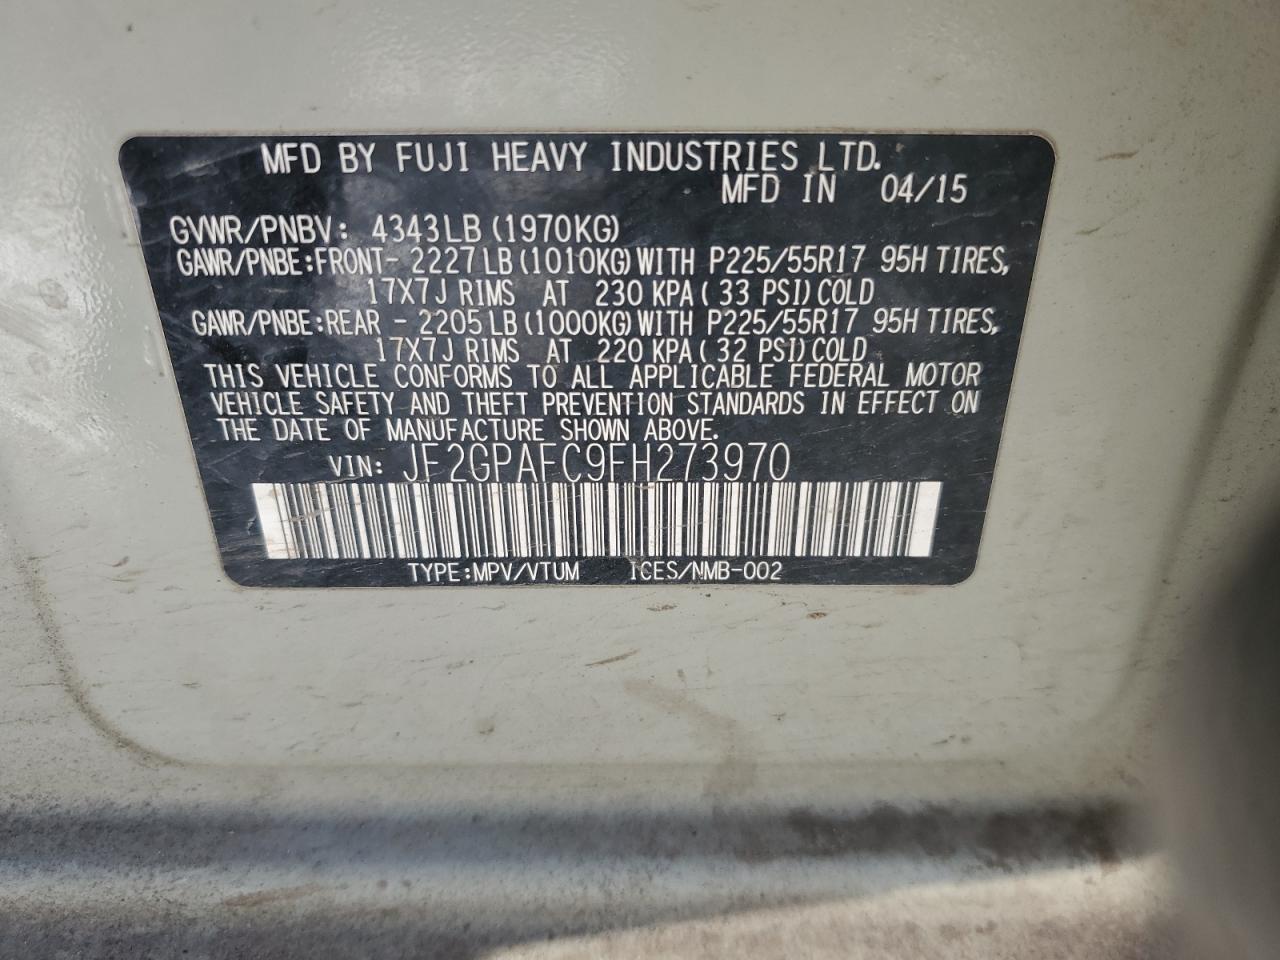 MFD BY FUJI HEAVY INDUSTRIES LTD.
MFD IN 04/15
GVWR/PNBV: 4343LB (1970KG)
GAWR/PNBE:FRONT- 2227LB(1010KG)WITH P225/55R17 95H TIRES,
17X7J RIMS AT 230 KPA( 33 PSI)COLD
GAWR/PNBE:REAR - 2205LB(1000KG)WITH P225/55R17 95H TIRES,
17X7J RIMS AT 220 KPA( 32 PSI)COLD
THIS VEHICLE CONFORMS TO ALL APPLICABLE FEDERAL MOTOR
VEHICLE SAFETY AND THEFT PREVENTION STANDARDS IN EFFECT ON
THE DATE OF MANUFACTURE SHOWN ABOVE.
VIN: JF2GPAFC9FH273970
TYPE:MPV/VTUM ICES/NMB-002